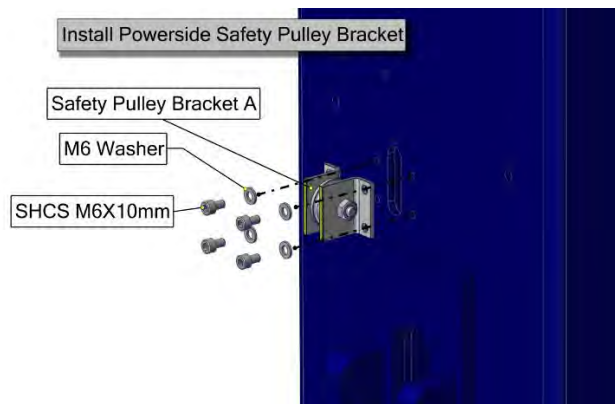 Install Powerside Safety Pulley Bracket
Safety Pulley Bracket A
M6 Washer
SHCS M6X10mm